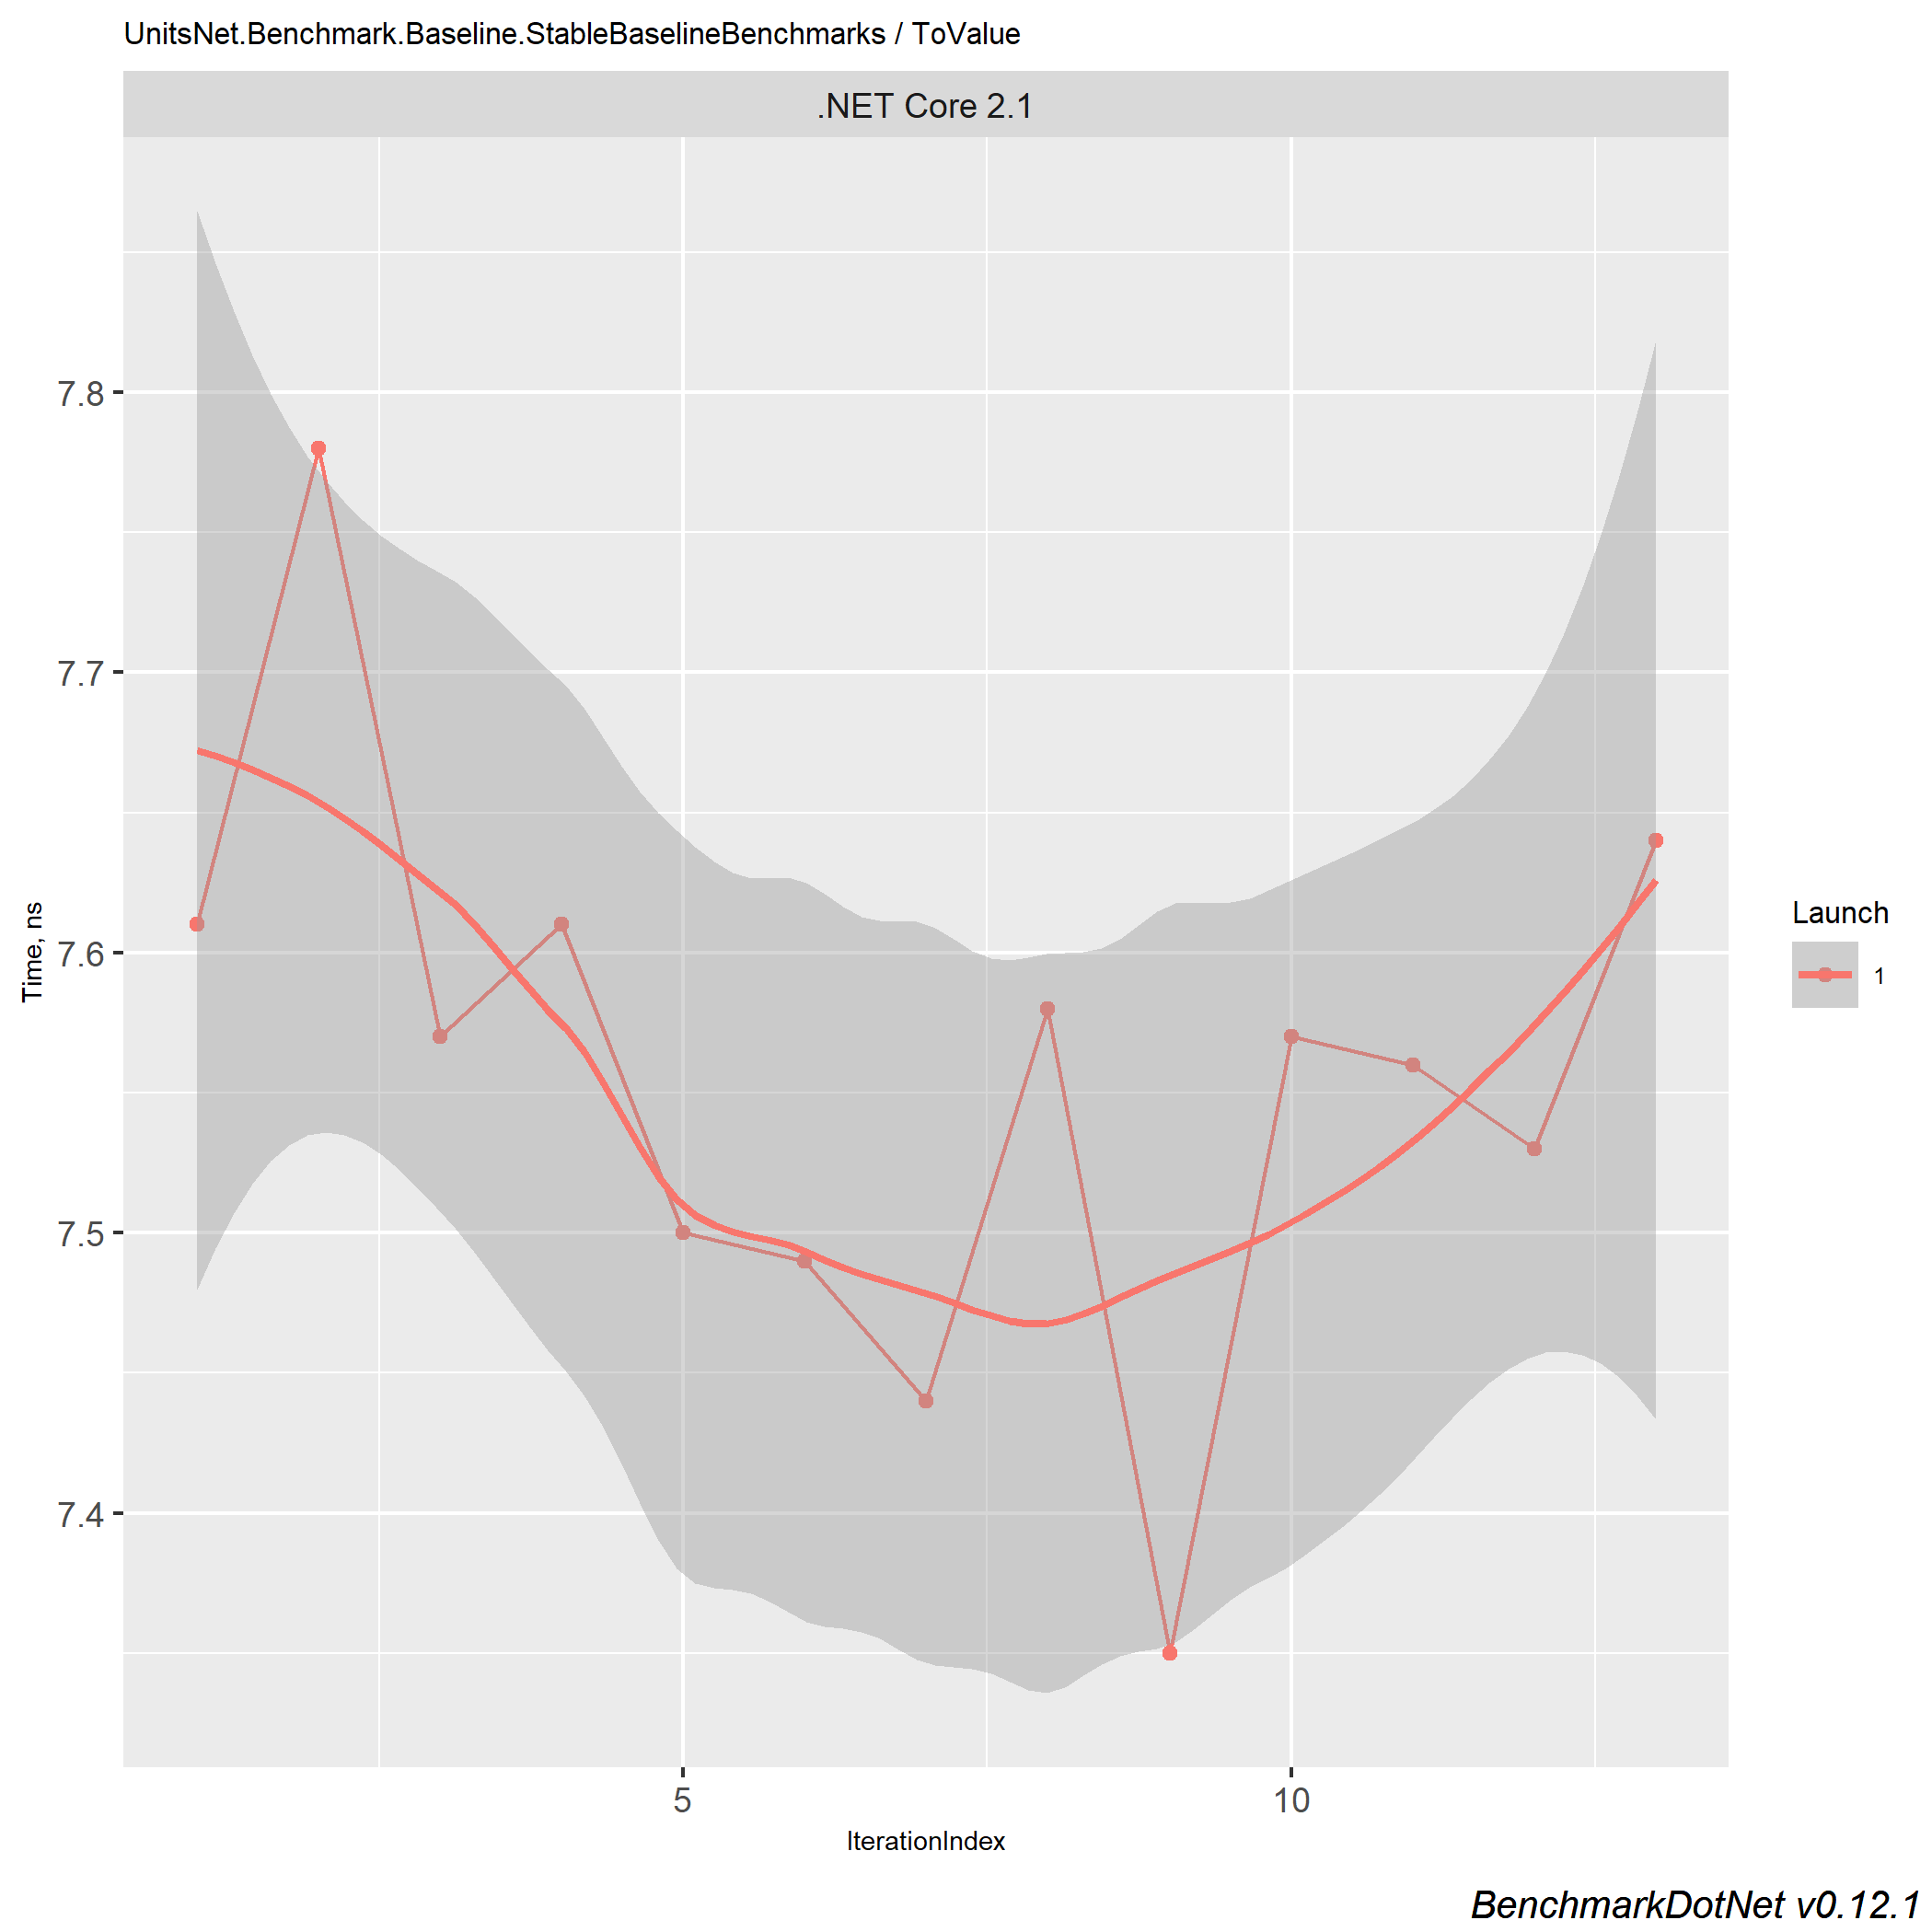 UnitsNet.Benchmark.Baseline.StableBaselineBenchmarks / ToValue
.NET Core 2.1
7.8
7.7
7.6
7.5
7.4
Time, ns
5
10
IterationIndex
Launch
1
BenchmarkDotNet v0.12.1